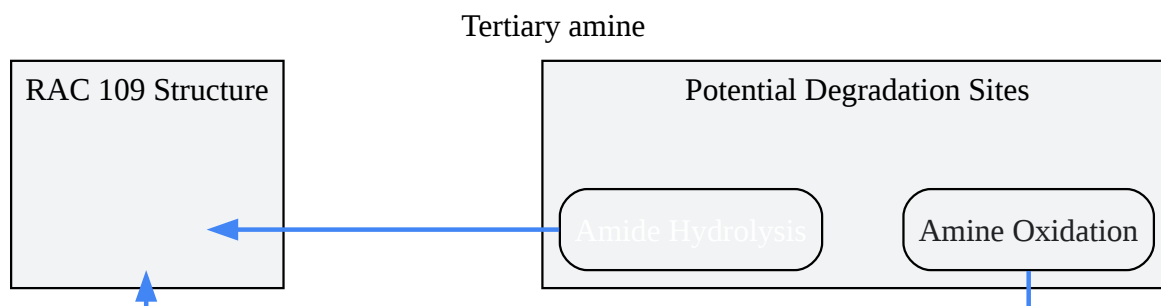 Tertiary amine
RAC 109 Structure
Potential Degradation Sites
Amide Hydrolysis
Amine Oxidation